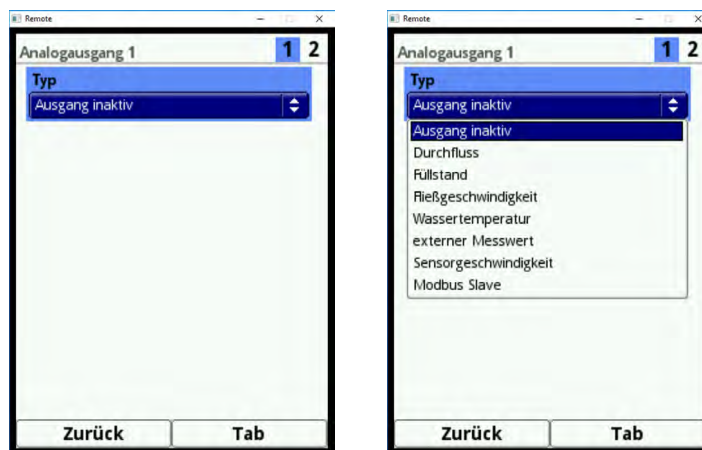 Remote
Analogausgang 1 1 2
Typ
Ausgang inaktiv
Zurück Tab
Remote
Analogausgang 1 1 2
Typ
Ausgang inaktiv
Ausgang inaktiv
Durchfluss
Füllstand
Fließgeschwindigkeit
Wassertemperatur
externer Messwert
Sensorgeschwindigkeit
Modbus Slave
Zurück Tab